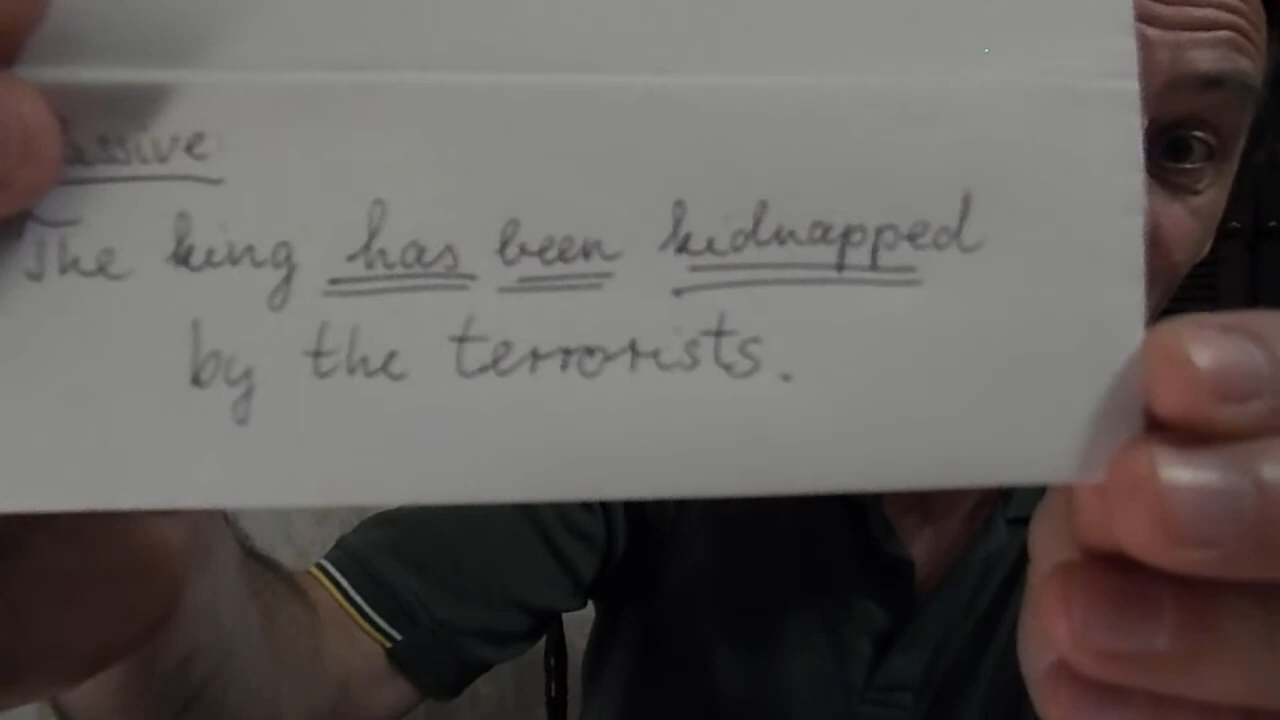 The king has been kidnapped
by the terrorists.